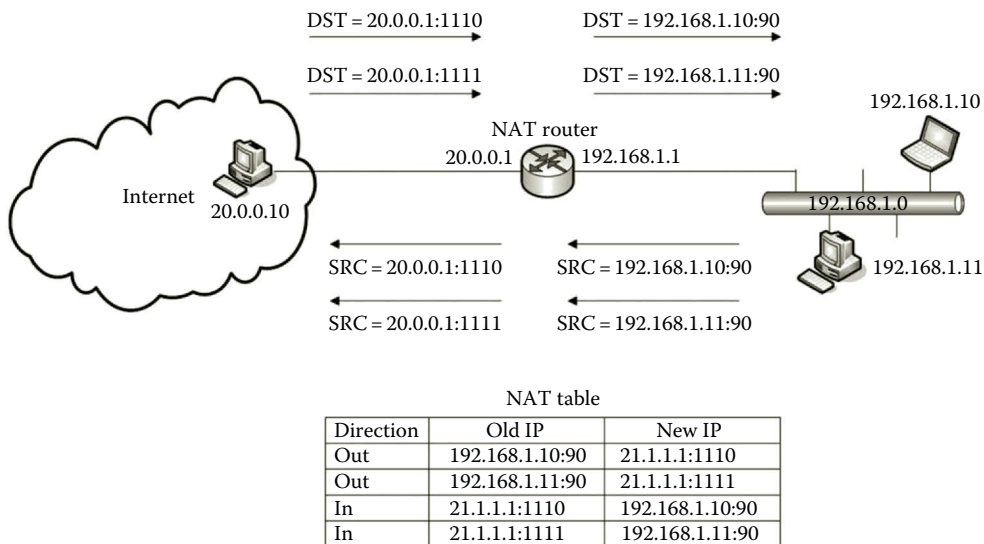 DST = 20.0.0.1:1110
DST = 192.168.1.10:90
DST = 20.0.0.1:1111
DST = 192.168.1.11:90
192.168.1.10
NAT router
20.0.0.1
192.168.1.1
Internet
20.0.0.10
192.168.1.0
SRC = 20.0.0.1:1110
SRC = 192.168.1.10:90
192.168.1.11
SRC = 20.0.0.1:1111
SRC = 192.168.1.11:90
NAT table
Direction Old IP New IP
Out 192.168.1.10:90 21.1.1.1:1110
Out 192.168.1.11:90 21.1.1.1:1111
In 21.1.1.1:1110 192.168.1.10:90
In 21.1.1.1:1111 192.168.1.11:90